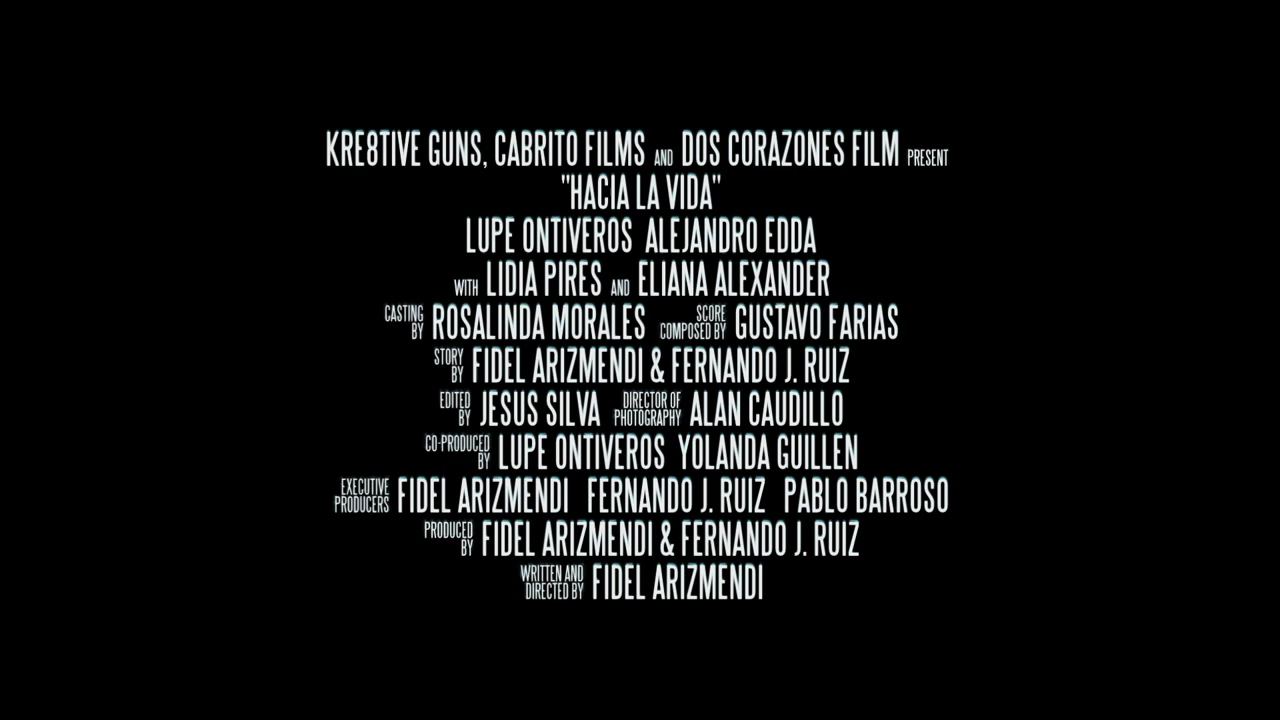 KRE8TIVE GUNS, CABRITO FILMS AND DOS CORAZONES FILM PRESENT
"HACIA LA VIDA"
LUPE ONTIVEROS ALEJANDRO EDDA
WITH LIDIA PIRES AND ELIANA ALEXANDER
CASTING BY ROSALINDA MORALES SCORE COMPOSED BY GUSTAVO FARIAS
STORY BY FIDEL ARIZMENDI & FERNANDO J. RUIZ
EDITED BY JESUS SILVA DIRECTOR OF PHOTOGRAPHY ALAN CAUDILLO
CO-PRODUCED BY LUPE ONTIVEROS YOLANDA GUILLEN
EXECUTIVE PRODUCERS FIDEL ARIZMENDI FERNANDO J. RUIZ PABLO BARROSO
PRODUCED BY FIDEL ARIZMENDI & FERNANDO J. RUIZ
WRITTEN AND DIRECTED BY FIDEL ARIZMENDI